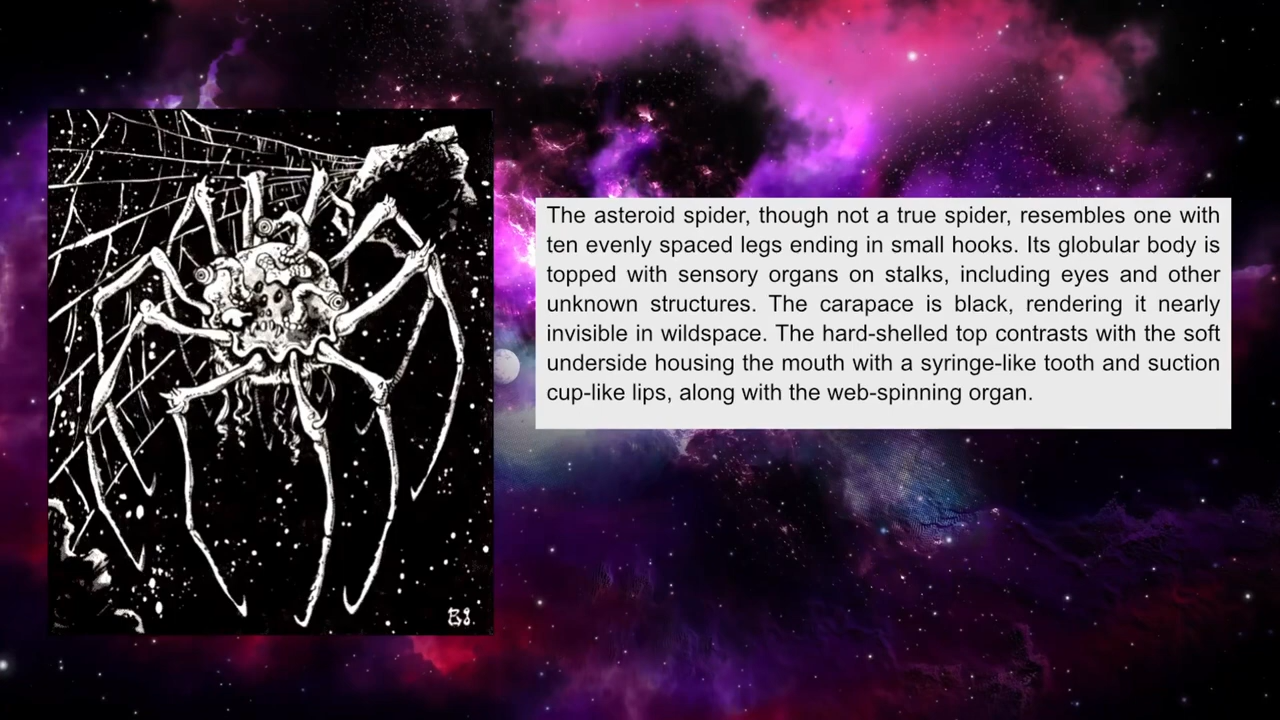 The asteroid spider, though not a true spider, resembles one with
ten evenly spaced legs ending in small hooks. Its globular body is
topped with sensory organs on stalks, including eyes and other
unknown structures. The carapace is black, rendering it nearly
invisible in wildspace. The hard-shelled top contrasts with the soft
underside housing the mouth with a syringe-like tooth and suction
cup-like lips, along with the web-spinning organ.